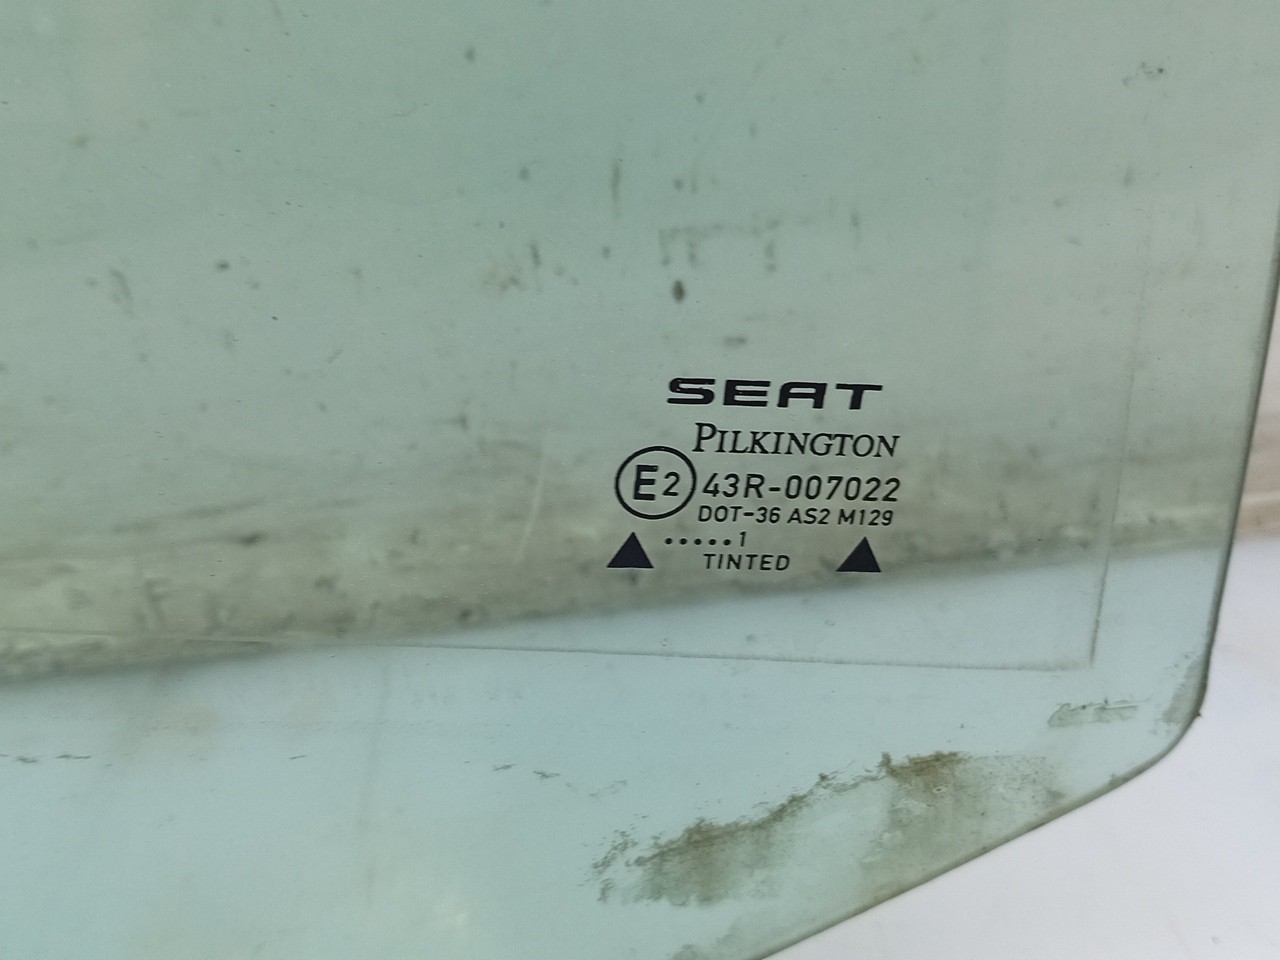 SEAT
PILKINGTON
E2 43R-007022
DOT-36 AS2 M129
.....1
TINTED